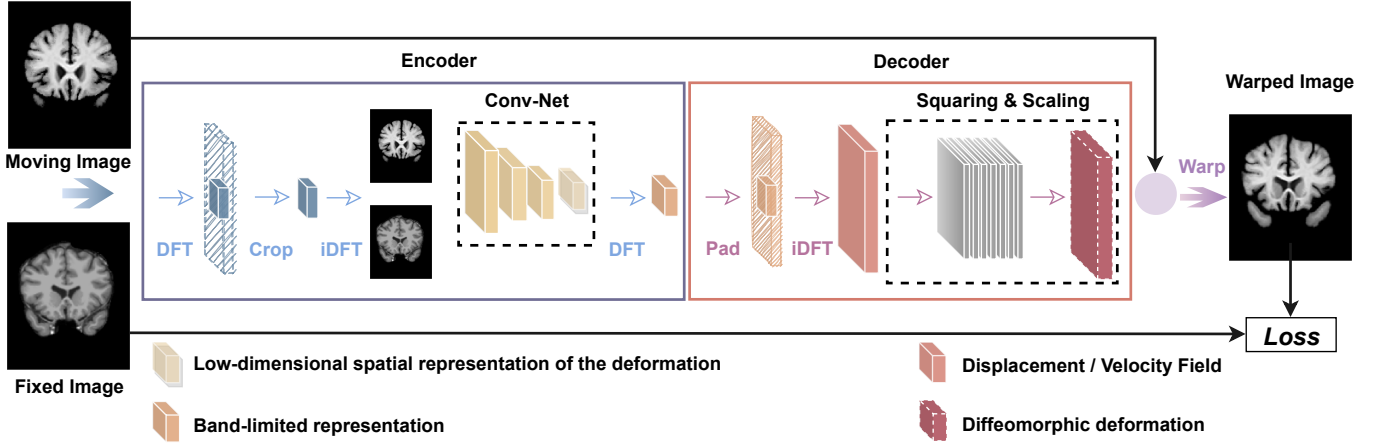 Encoder
Decoder
Conv-Net
Squaring & Scaling
Warped Image
Moving Image
Warp
DFT
Crop
iDFT
DFT
Pad
iDFT
Loss
Fixed Image
Low-dimensional spatial representation of the deformation
Displacement / Velocity Field
Band-limited representation
Diffeomorphic deformation